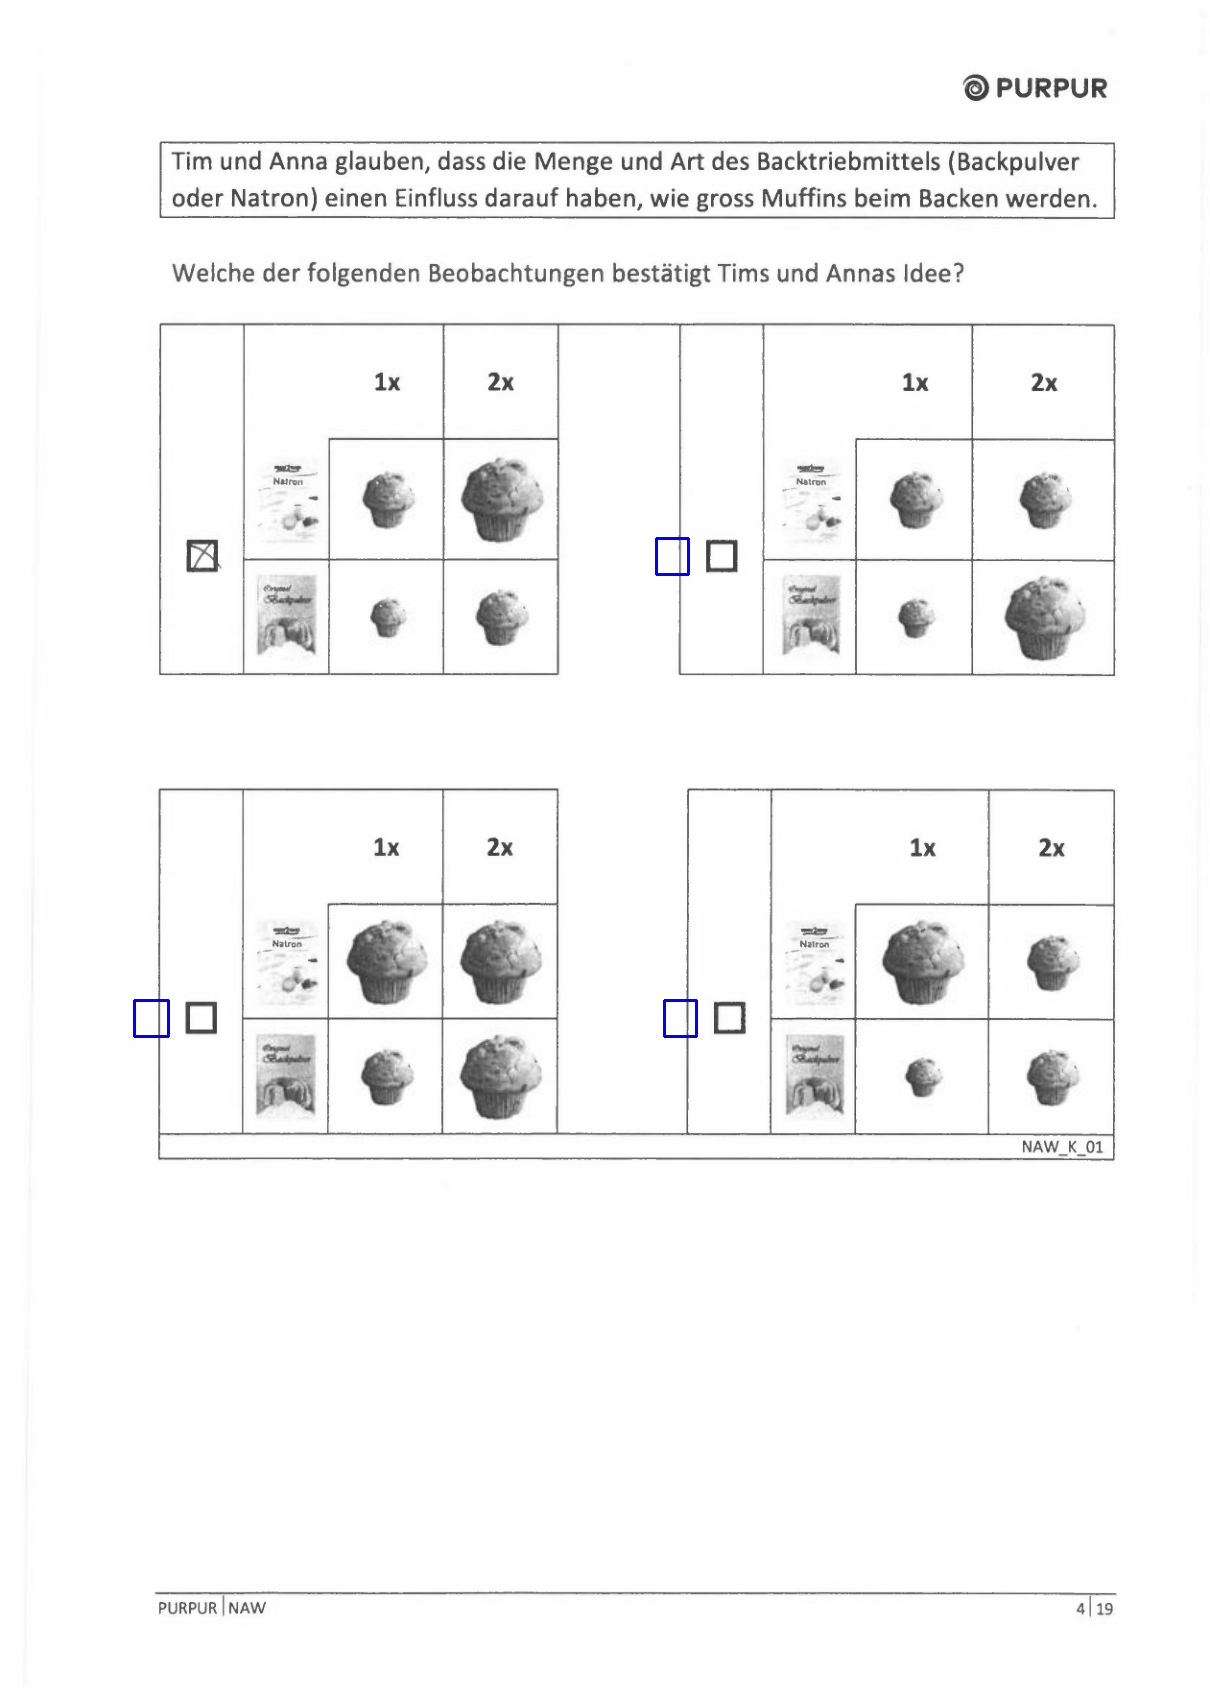 PURPUR
Tim und Anna glauben, dass die Menge und Art des Backtriebmittels (Backpulver
oder Natron) einen Einfluss darauf haben, wie gross Muffins beim Backen werden.
Welche der folgenden Beobachtungen bestätigt Tims und Annas Idee?
1x 2x
Natron
Original
Backpulver
1x 2x
Natron
Original
Backpulver
1x 2x
Natron
Original
Backpulver
1x 2x
Natron
Original
Backpulver
NAW_K_01
PURPUR | NAW
4 | 19